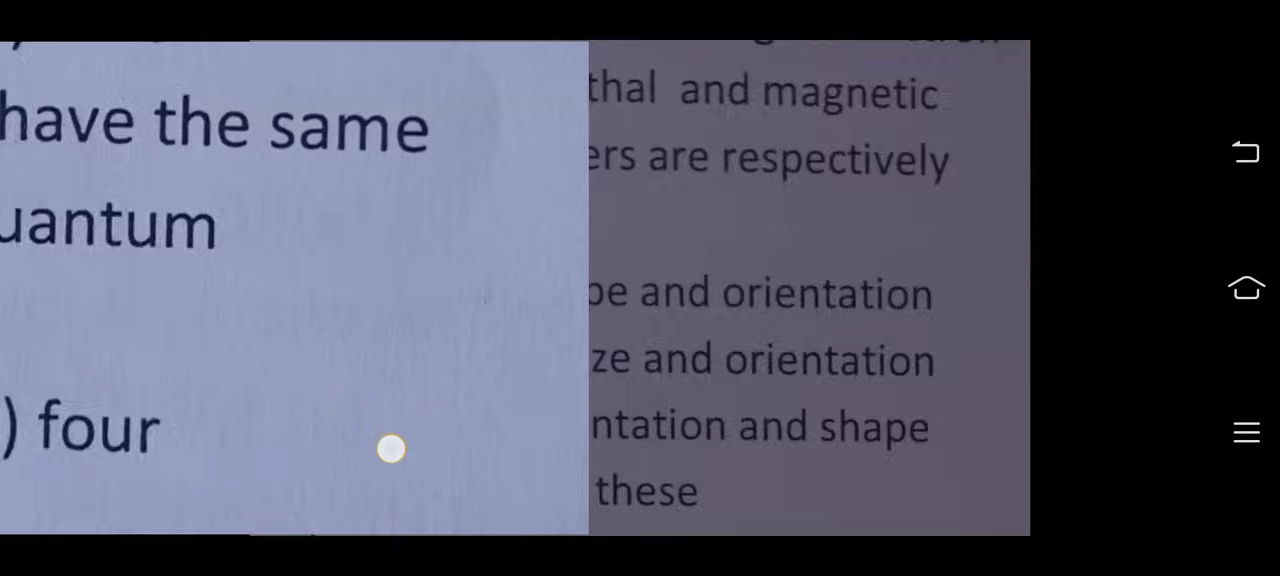 have the same
uantum
) four
thal and magnetic
ers are respectively
pe and orientation
ze and orientation
ntation and shape
these